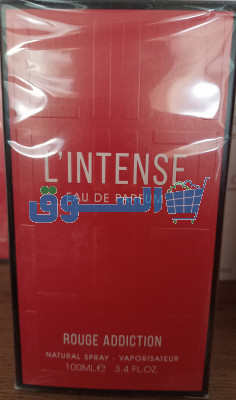 L'INTENSE
EAU DE PARFUM
السوق
ROUGE ADDICTION
NATURAL SPRAY - VAPORISATEUR
100ML e 3.4 FL.OZ.